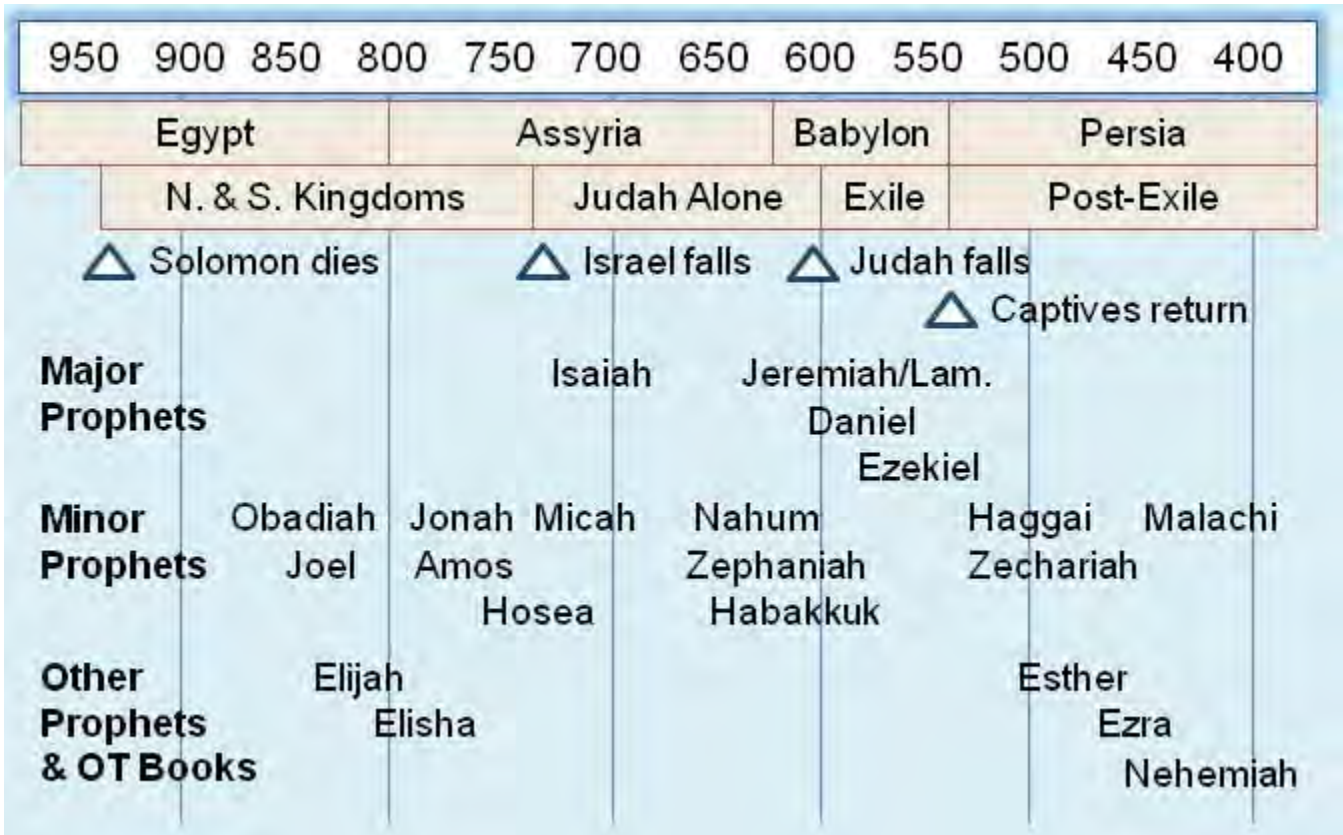 950 900 850 800 750 700 650 600 550 500 450 400
Egypt Assyria Babylon Persia
N. & S. Kingdoms Judah Alone Exile Post-Exile
Solomon dies Israel falls Judah falls
Captives return
Major Isaiah Jeremiah/Lam.
Prophets Daniel
Ezekiel
Minor Obadiah Jonah Micah Nahum Haggai Malachi
Prophets Joel Amos Zephaniah Zechariah
Hosea Habakkuk
Other Elijah Esther
Prophets Elisha Ezra
& OT Books Nehemiah